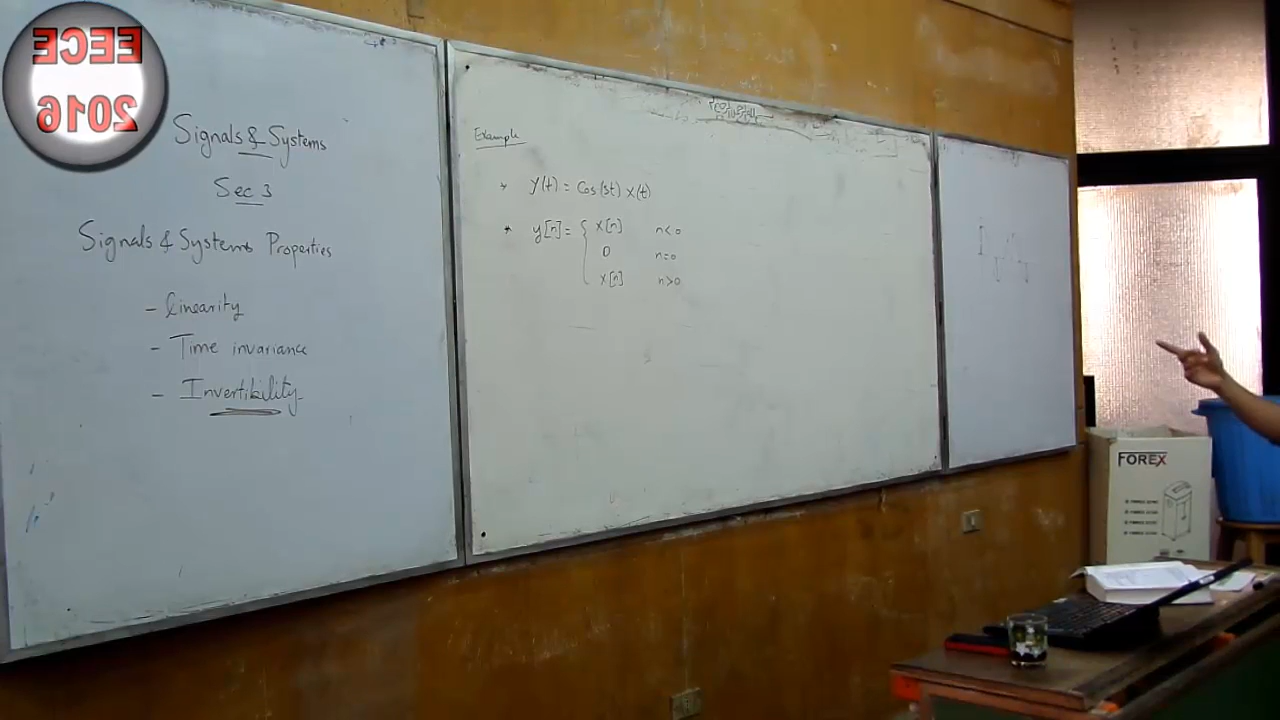 EECE
2016
Signals & Systems
Sec 3
Signals & Systems Properties
- linearity
- Time invariance
- Invertibility
Example
* y(t) = Cos(3t) x(t)
* y[n] = { x[n] n<0
0 n=0
x[n] n>0
FOREX